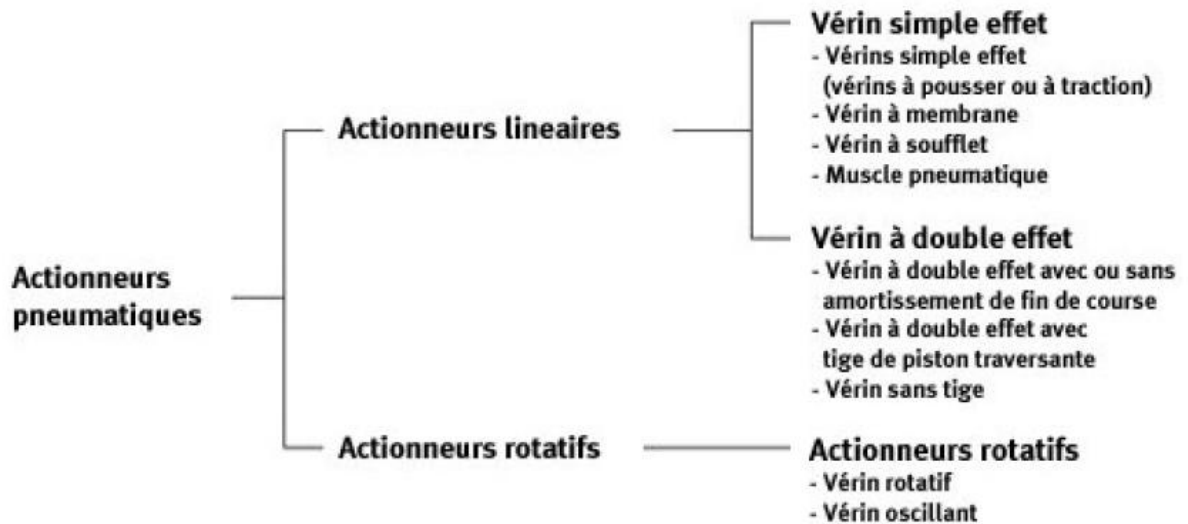 Actionneurs
pneumatiques
Actionneurs lineaires
Vérin simple effet
- Vérins simple effet
(vérins à pousser ou à traction)
- Vérin à membrane
- Vérin à soufflet
- Muscle pneumatique
Vérin à double effet
- Vérin à double effet avec ou sans
amortissement de fin de course
- Vérin à double effet avec
tige de piston traversante
- Vérin sans tige
Actionneurs rotatifs
Actionneurs rotatifs
- Vérin rotatif
- Vérin oscillant